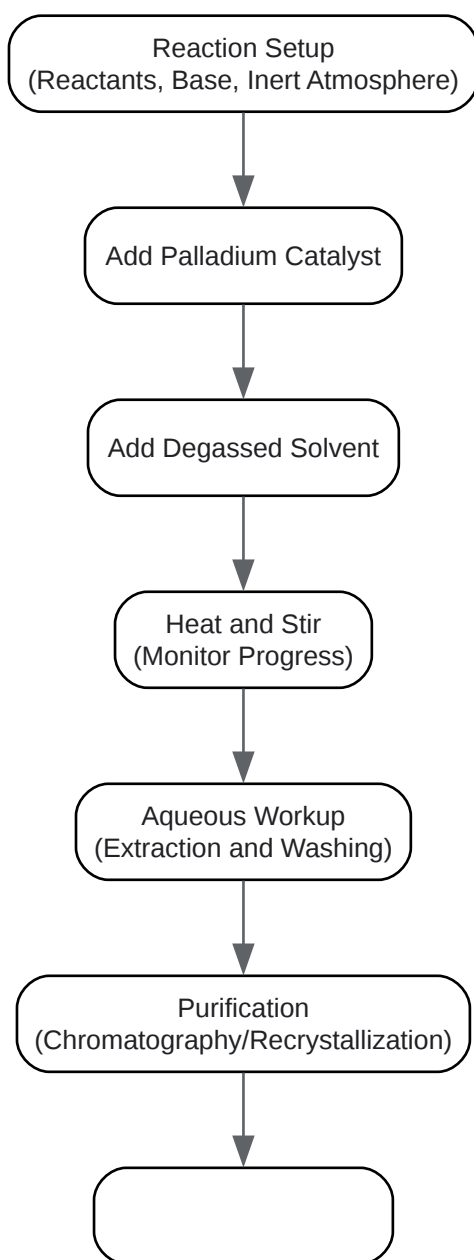 Reaction Setup
(Reactants, Base, Inert Atmosphere)
Add Palladium Catalyst
Add Degassed Solvent
Heat and Stir
(Monitor Progress)
Aqueous Workup
(Extraction and Washing)
Purification
(Chromatography/Recrystallization)